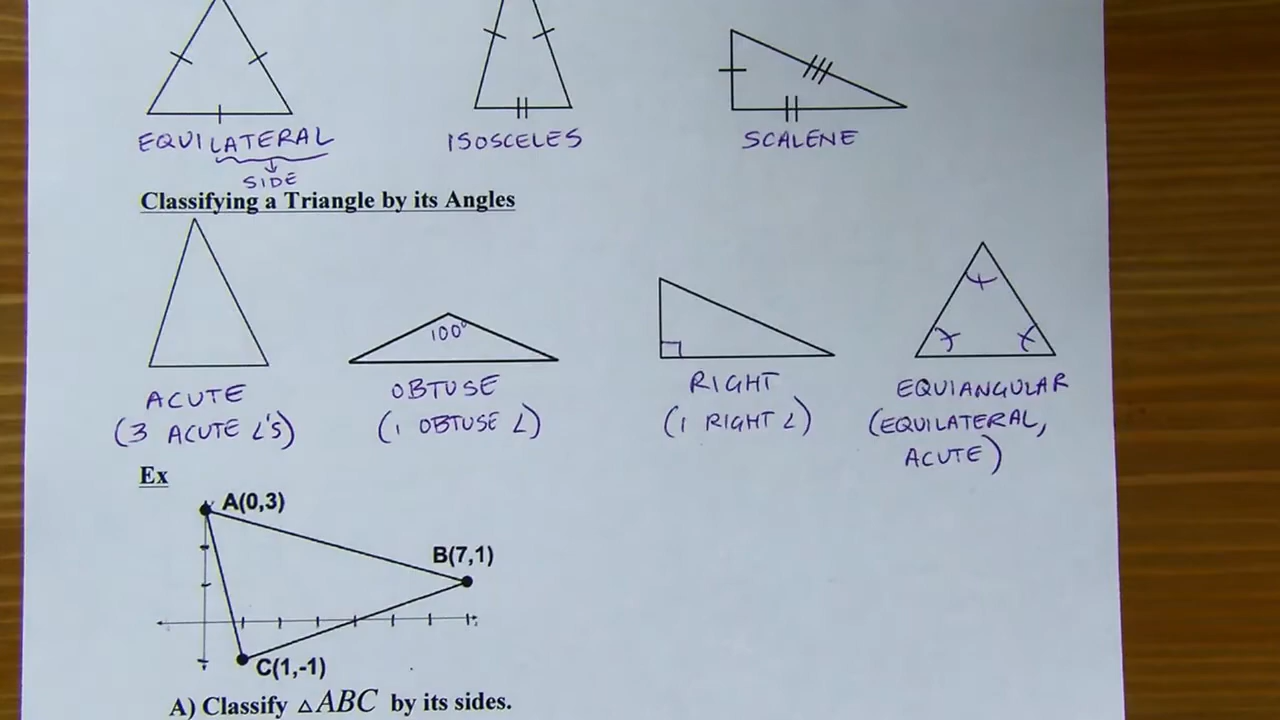 EQUILATERAL
ISOSCELES
SCALENE
SIDE
Classifying a Triangle by its Angles
100°
ACUTE
(3 ACUTE ∠'S)
OBTUSE
(1 OBTUSE ∠)
RIGHT
(1 RIGHT ∠)
EQUIANGULAR
(EQUILATERAL,
ACUTE)
Ex
A(0,3)
B(7,1)
C(1,-1)
A) Classify △ABC by its sides.